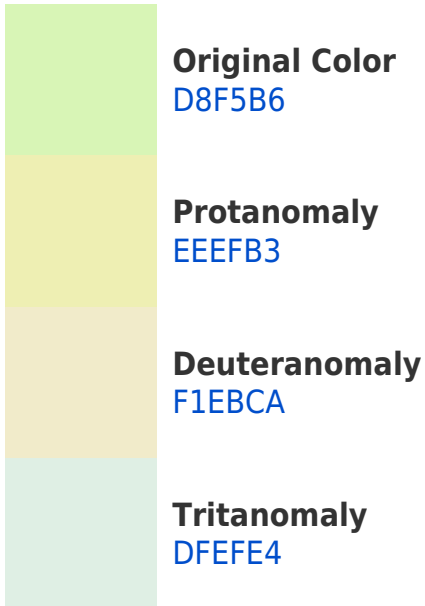 Original Color
D8F5B6
Protanomaly
EEEFB3
Deuteranomaly
F1EBCA
Tritanomaly
DFEFE4